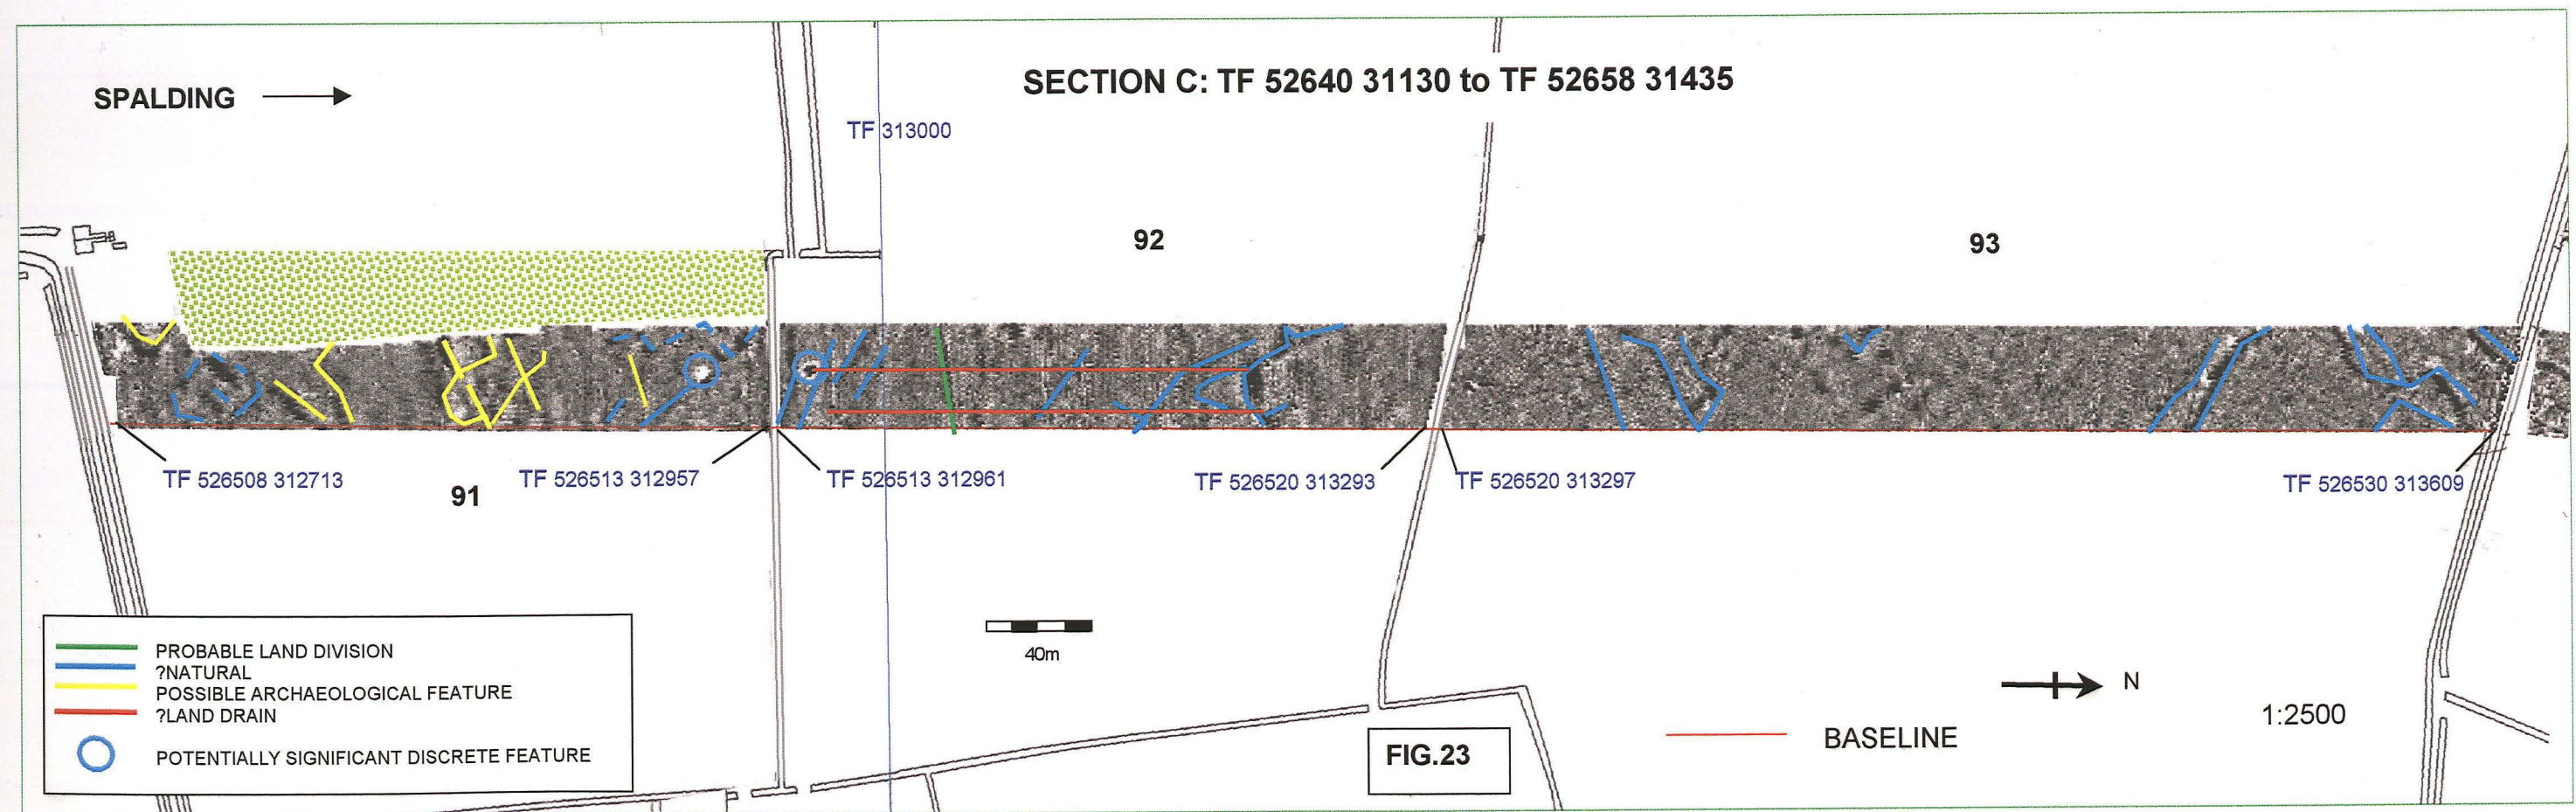 SECTION C: TF 52640 31130 to TF 52658 31435
SPALDING
TF 313000
92
93
TF 526508 312713
91
TF 526513 312957
TF 526513 312961
TF 526520 313293
TF 526520 313297
TF 526530 313609
PROBABLE LAND DIVISION
?NATURAL
POSSIBLE ARCHAEOLOGICAL FEATURE
?LAND DRAIN
POTENTIALLY SIGNIFICANT DISCRETE FEATURE
40m
N
1:2500
BASELINE
FIG.23